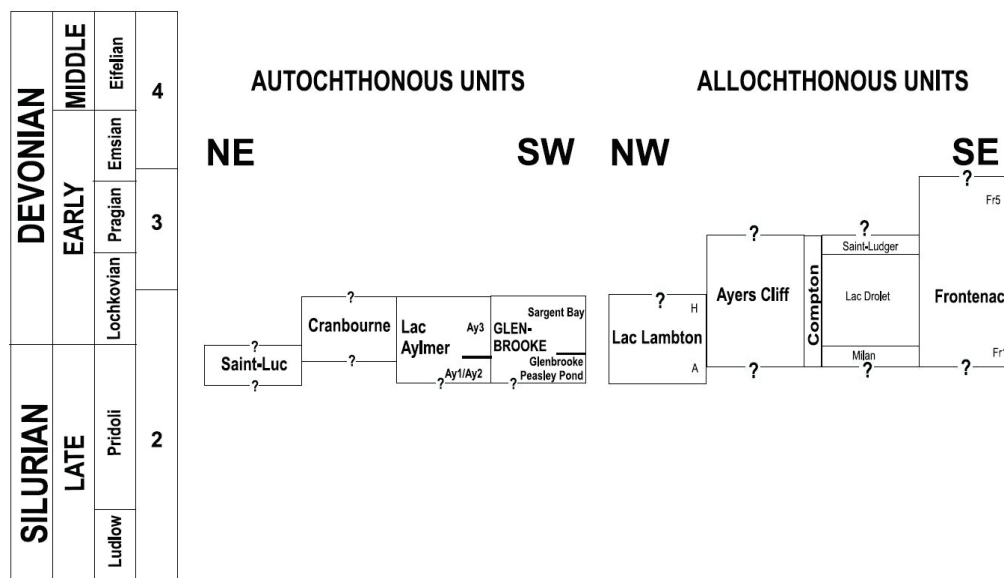 DEVONIAN
SILURIAN
MIDDLE
EARLY
LATE
Eifelian
Emsian
Pragian
Lochkovian
Pridoli
Ludlow
4
3
2
AUTOCHTHONOUS UNITS
NE
SW
?
Saint-Luc
?
?
Cranbourne
?
Lac
Aylmer
Ay3
Ay1/Ay2
?
Sargent Bay
GLEN-
BROOKE
Glenbrooke
Peasley Pond
?
ALLOCHTHONOUS UNITS
NW
SE
?
H
Lac Lambton
A
?
Ayers Cliff
?
Compton
?
Saint-Ludger
Lac Drolet
Milan
?
?
Fr5
Frontenac
Fr1
?